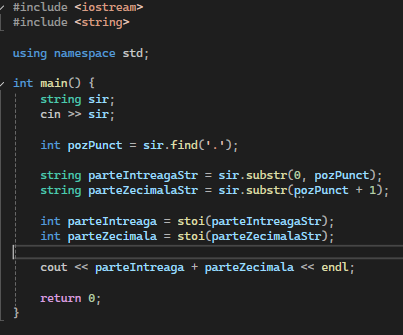 #include <iostream>
#include <string>
using namespace std;
int main() {
string sir;
cin >> sir;
int pozPunct = sir.find('.');
string parteIntreagaStr = sir.substr(0, pozPunct);
string parteZecimalaStr = sir.substr(pozPunct + 1);
int parteIntreaga = stoi(parteIntreagaStr);
int parteZecimala = stoi(parteZecimalaStr);
cout << parteIntreaga + parteZecimala << endl;
return 0;
}